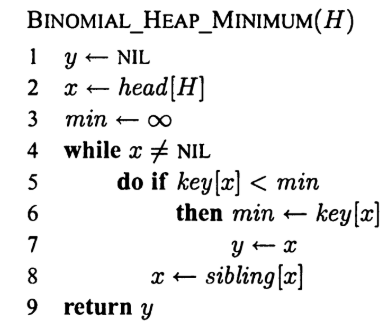 BINOMIAL_HEAP_MINIMUM(H)
1 y ← NIL
2 x ← head[H]
3 min ← ∞
4 while x ≠ NIL
5 do if key[x] < min
6 then min ← key[x]
7 y ← x
8 x ← sibling[x]
9 return y